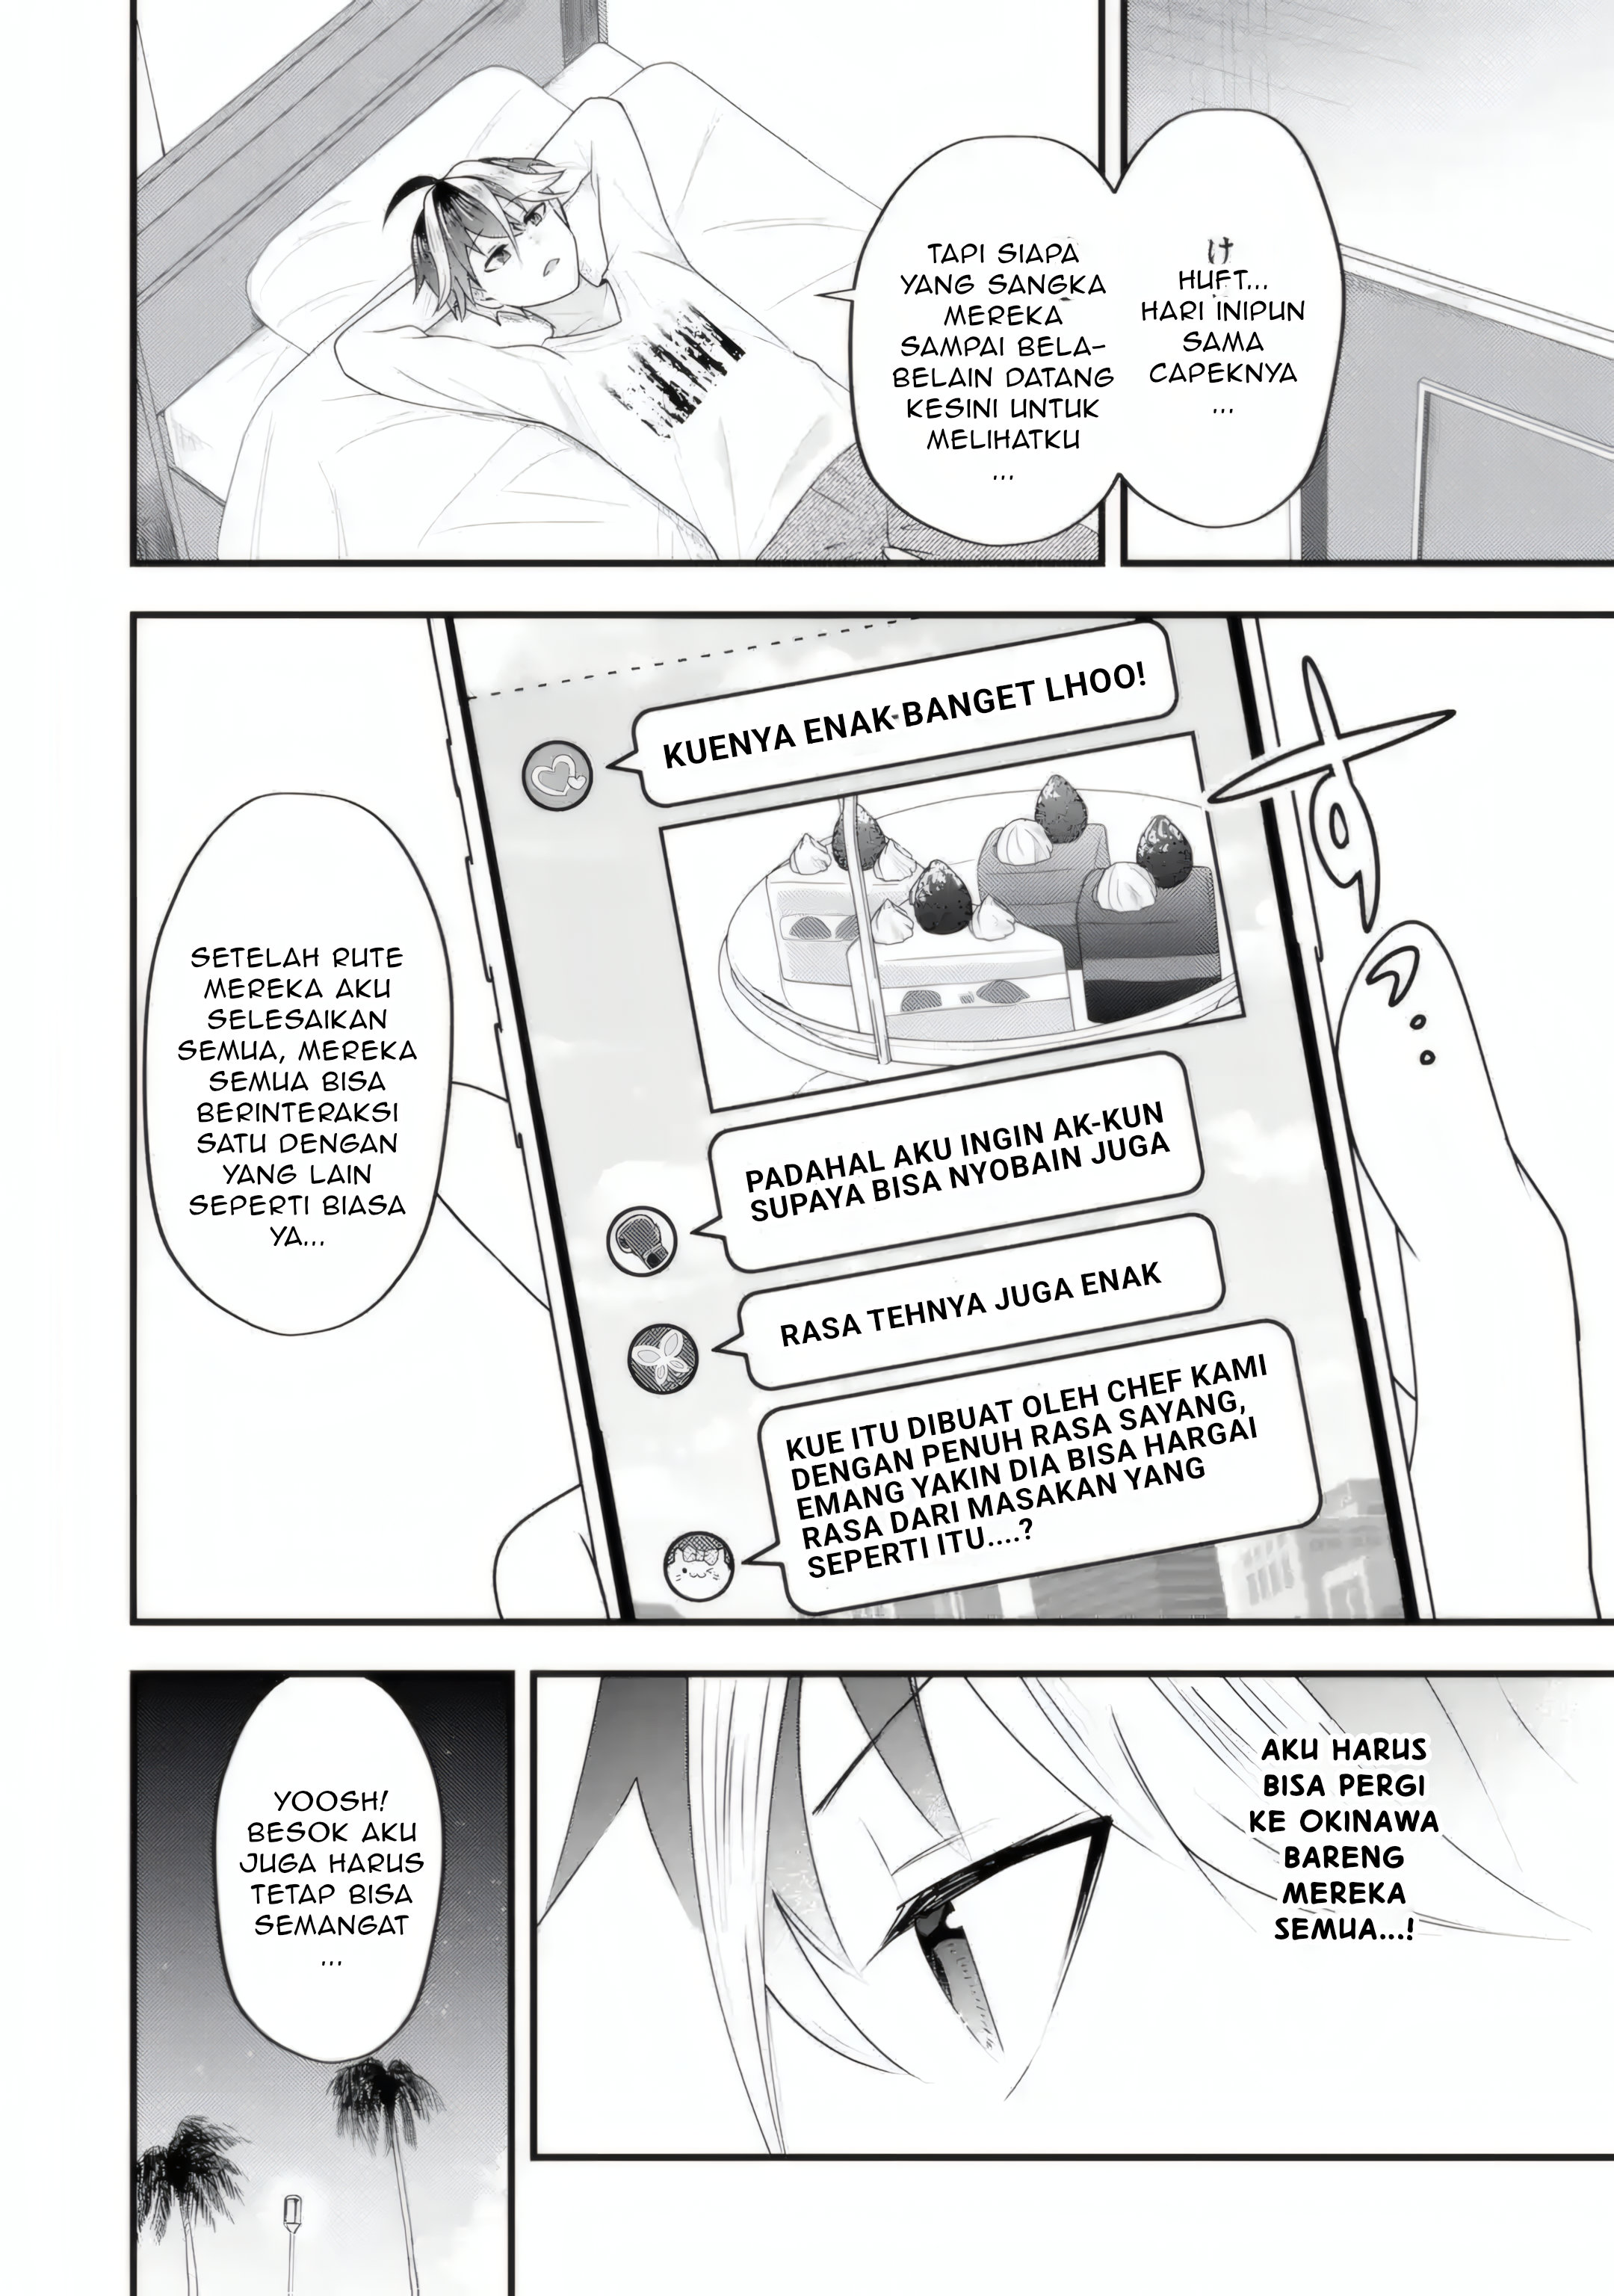 け
HUFT...
HARI INIPUN
SAMA
CAPEKNYA
...
TAPI SIAPA
YANG SANGKA
MEREKA
SAMPAI BELA-
BELAIN DATANG
KESINI UNTUK
MELIHATKU
...
KUENYA ENAK BANGET LHOO!
すっ...
PADAHAL AKU INGIN AK-KUN
SUPAYA BISA NYOBAIN JUGA
RASA TEHNYA JUGA ENAK
KUE ITU DIBUAT OLEH CHEF KAMI
DENGAN PENUH RASA SAYANG,
EMANG YAKIN DIA BISA HARGAI
RASA DARI MASAKAN YANG
SEPERTI ITU....?
SETELAH RUTE
MEREKA AKU
SELESAIKAN
SEMUA, MEREKA
SEMUA BISA
BERINTERAKSI
SATU DENGAN
YANG LAIN
SEPERTI BIASA
YA...
AKU HARUS
BISA PERGI
KE OKINAWA
BARENG
MEREKA
SEMUA...!
YOOSH!
BESOK AKU
JUGA HARUS
TETAP BISA
SEMANGAT
...